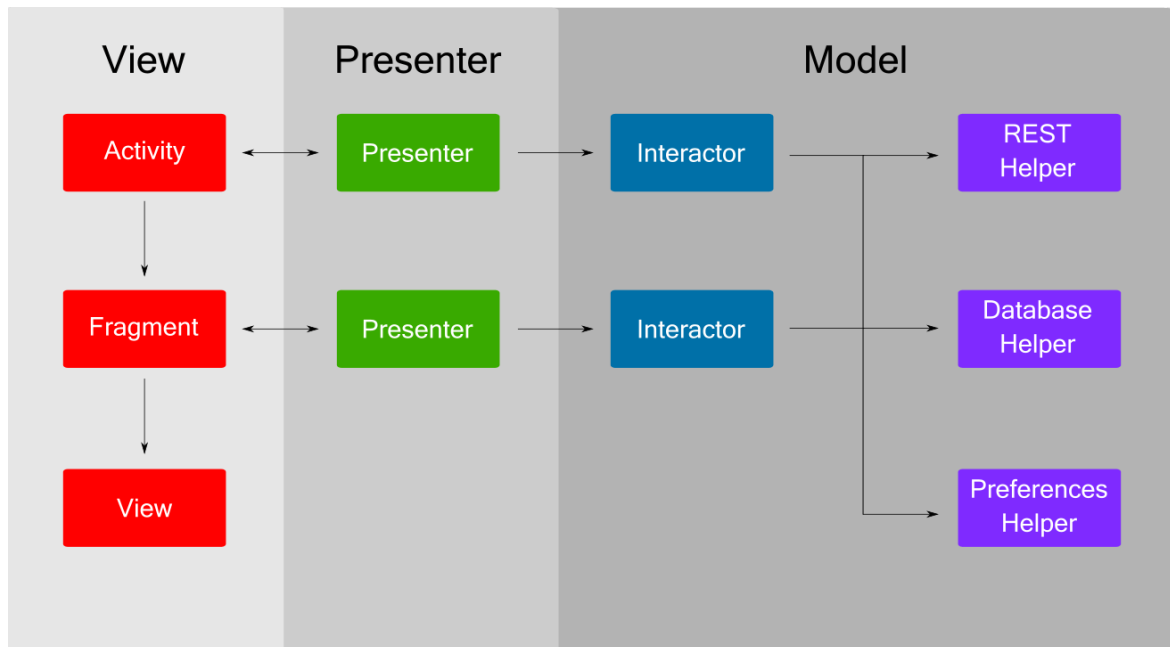 View
Presenter
Model
Activity
Presenter
Interactor
REST
Helper
Fragment
Presenter
Interactor
Database
Helper
View
Preferences
Helper